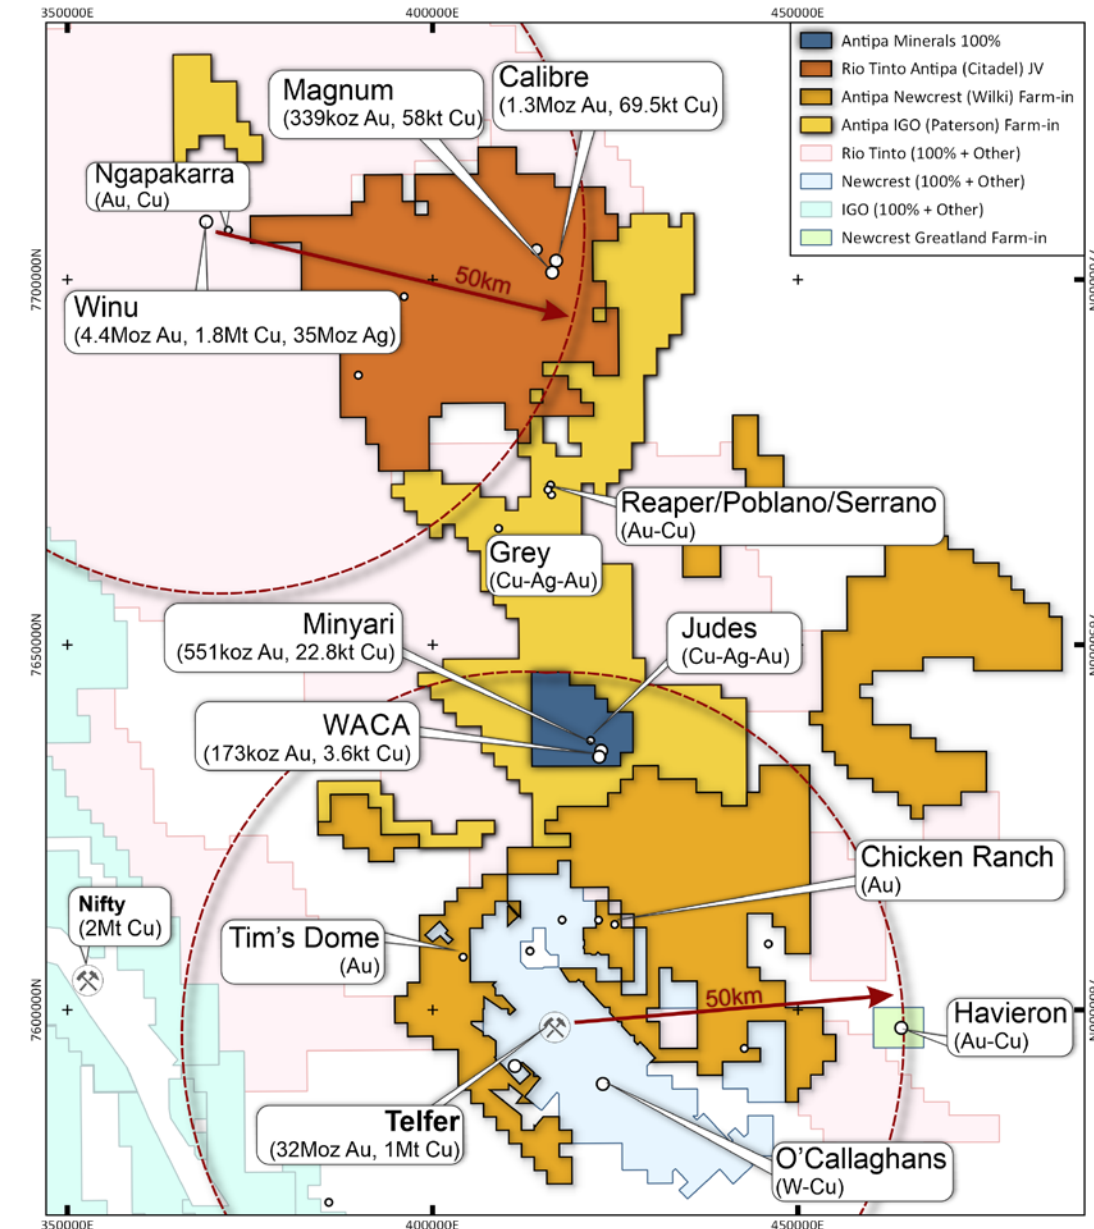 350000E
400000E
450000E
Antipa Minerals 100%
Rio Tinto Antipa (Citadel) JV
Antipa Newcrest (Wilki) Farm-in
Antipa IGO (Paterson) Farm-in
Rio Tinto (100% + Other)
Newcrest (100% + Other)
IGO (100% + Other)
Newcrest Greatland Farm-in
Calibre
(1.3Moz Au, 69.5kt Cu)
Magnum
(339koz Au, 58kt Cu)
Ngapakarra
(Au, Cu)
7700000N
7700000N
50km
Winu
(4.4Moz Au, 1.8Mt Cu, 35Moz Ag)
Reaper/Poblano/Serrano
(Au-Cu)
Grey
(Cu-Ag-Au)
Minyari
(551koz Au, 22.8kt Cu)
Judes
(Cu-Ag-Au)
7650000N
7650000N
WACA
(173koz Au, 3.6kt Cu)
Chicken Ranch
(Au)
Nifty
(2Mt Cu)
Tim's Dome
(Au)
50km
7600000N
7600000N
Havieron
(Au-Cu)
Telfer
(32Moz Au, 1Mt Cu)
O'Callaghans
(W-Cu)
350000E
400000E
450000E